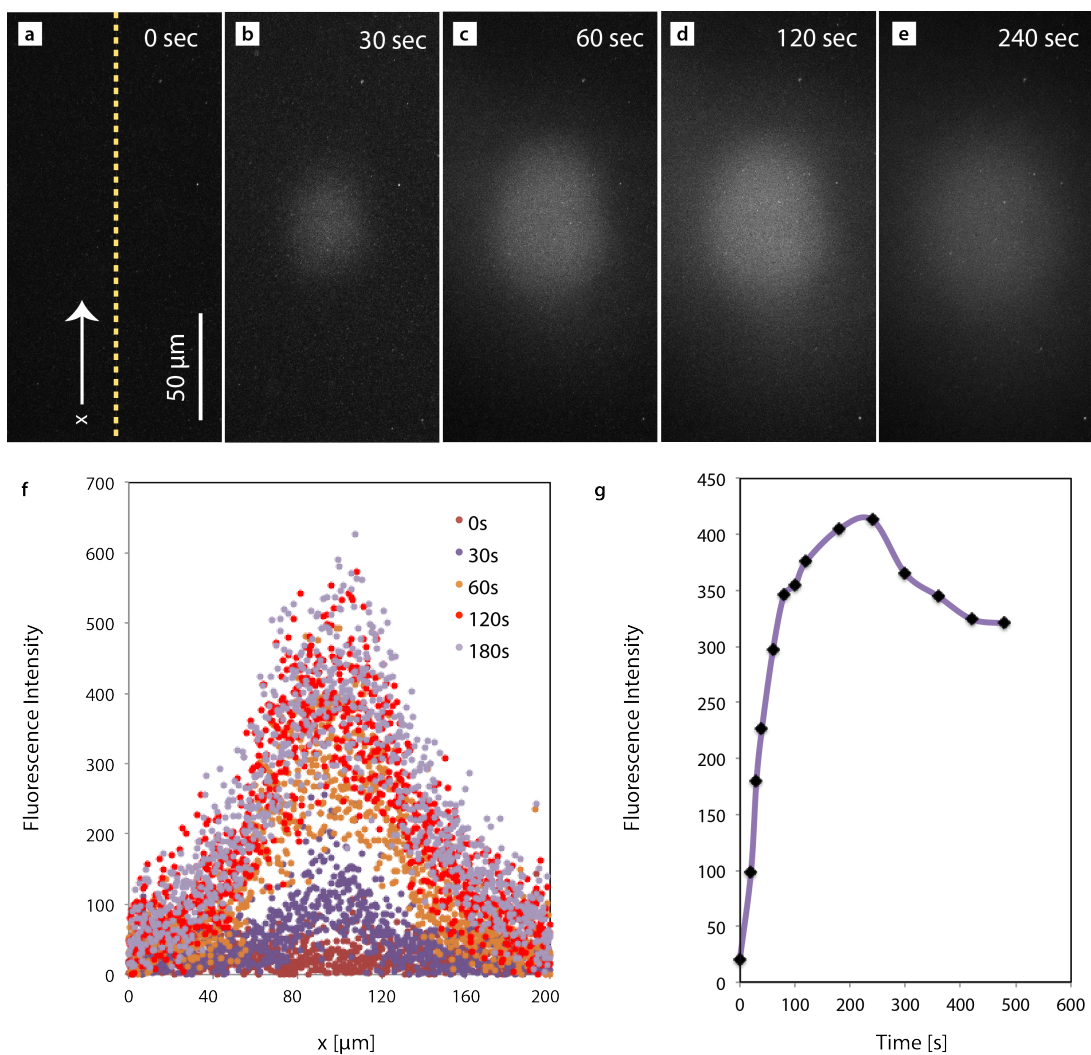 a 0 sec
b 30 sec
c 60 sec
d 120 sec
e 240 sec
x
50 μm
f
700
600
500
400
300
200
100
0
0 40 80 120 160 200
Fluorescence Intensity
x [μm]
0s
30s
60s
120s
180s
g
450
400
350
300
250
200
150
100
50
0
0 100 200 300 400 500 600
Fluorescence Intensity
Time [s]